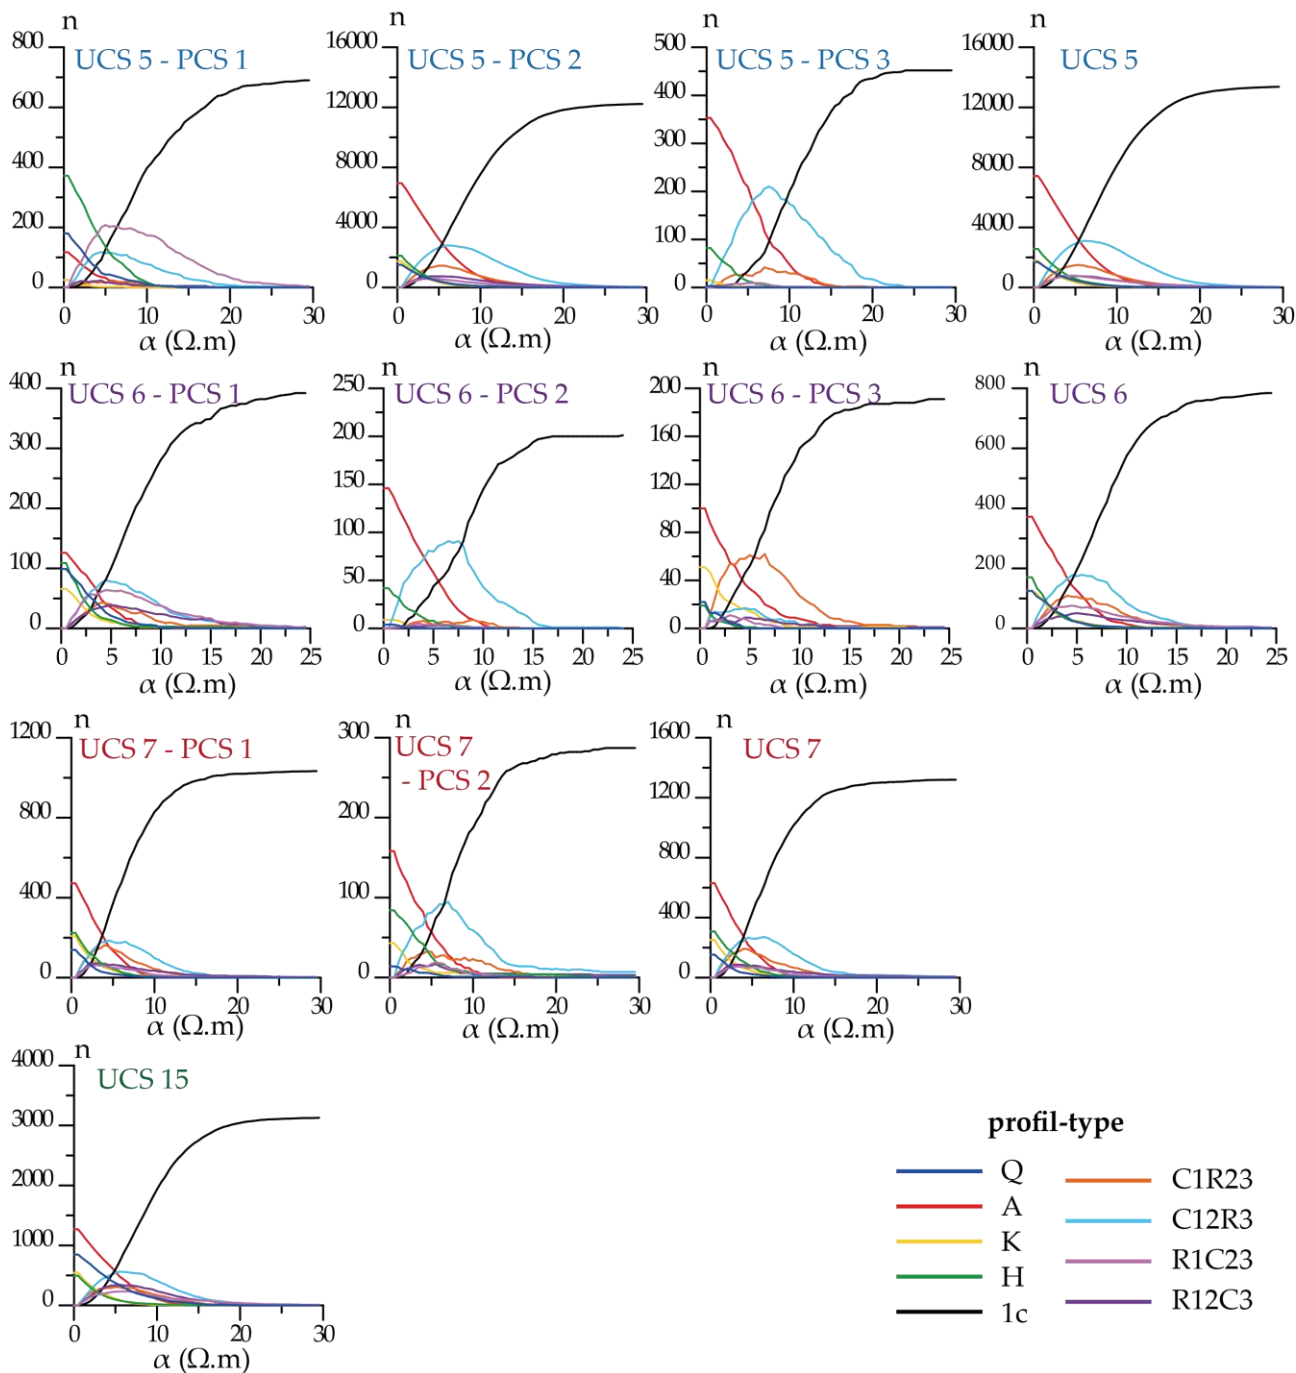 n n n n
UCS 5 - PCS 1 UCS 5 - PCS 2 UCS 5 - PCS 3 UCS 5
800 16000 500 16000
600 12000 400 12000
400 8000 300 8000
200 4000 200 4000
0 0 100 0
0
0 10 20 30 0 10 20 30 0 10 20 30 0 10 20 30
α (Ω.m) α (Ω.m) α (Ω.m) α (Ω.m)
n n n n
UCS 6 - PCS 1 UCS 6 - PCS 2 UCS 6 - PCS 3 UCS 6
400 250 200 800
300 200 160 600
200 150 120 400
100 100 80 200
0 50 40 0
0 0
0 5 10 15 20 25 0 5 10 15 20 25 0 5 10 15 20 25 0 5 10 15 20 25
α (Ω.m) α (Ω.m) α (Ω.m) α (Ω.m)
n n n
UCS 7 - PCS 1 UCS 7 UCS 7
- PCS 2
1200 300 1600
800 200 1200
400 100 800
0 0 400
0
0 10 20 30 0 10 20 30 0 10 20 30
α (Ω.m) α (Ω.m) α (Ω.m)
n
UCS 15
4000
3000
2000
1000
0
0 10 20 30
α (Ω.m)
profil-type
Q C1R23
A C12R3
K R1C23
H R12C3
1c